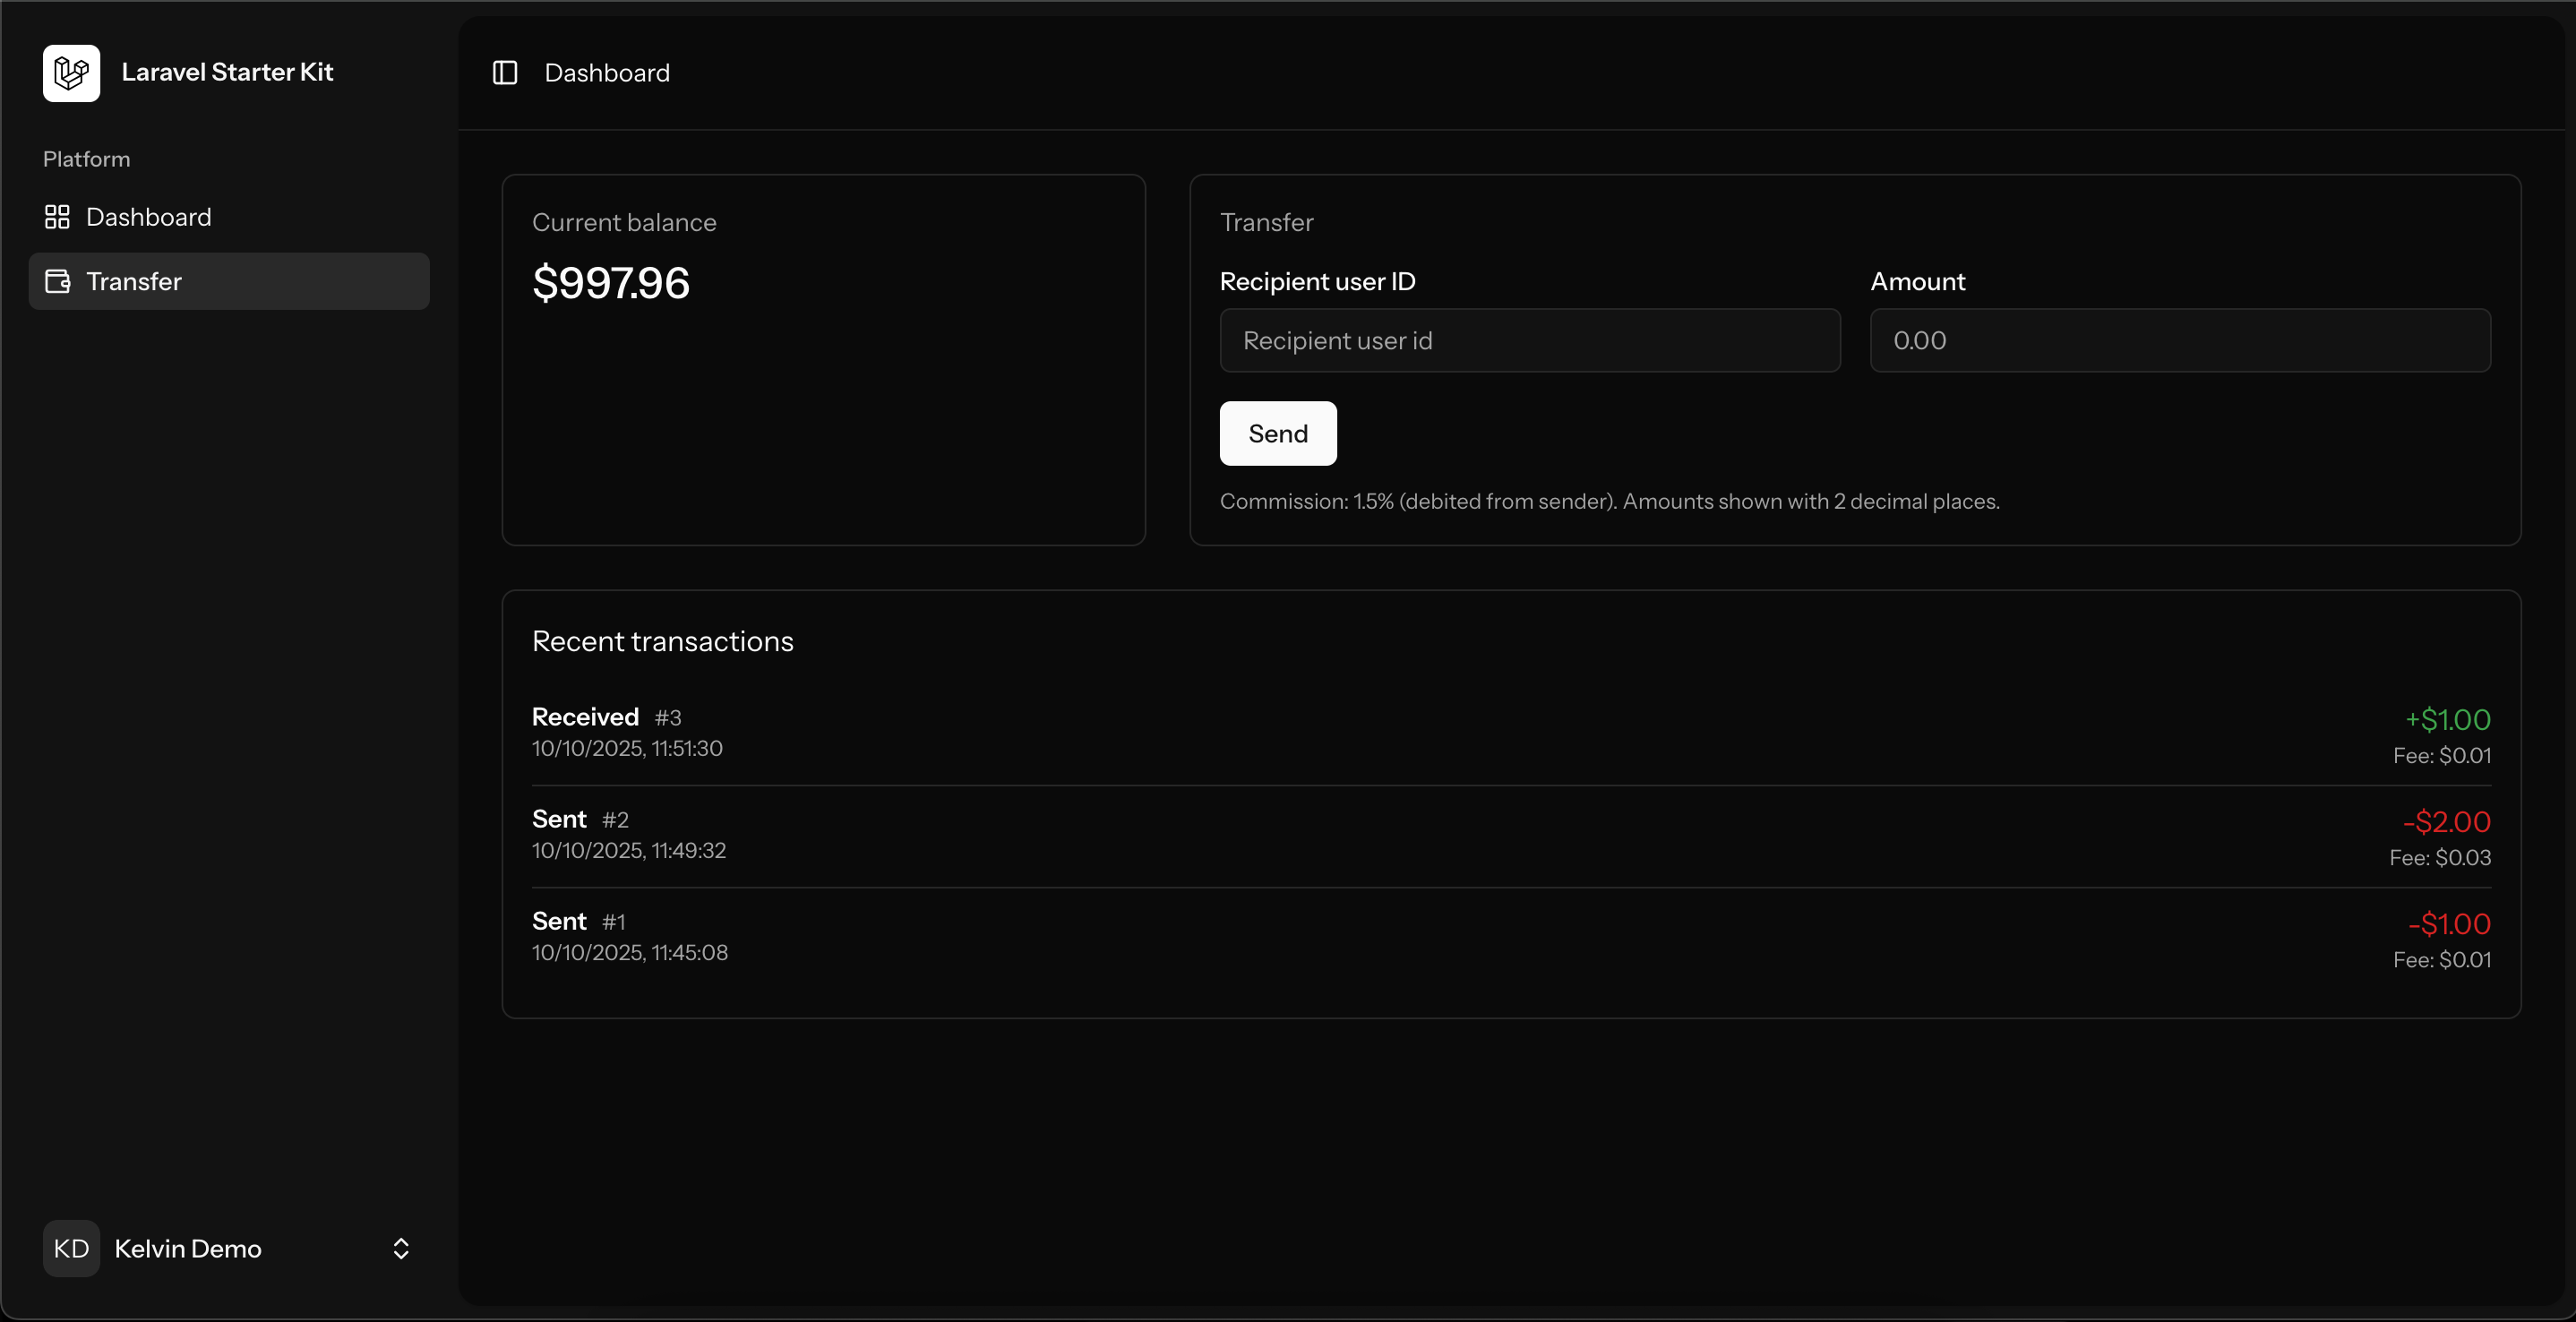 Laravel Starter Kit
Platform
Dashboard
Transfer
KD Kelvin Demo
Dashboard
Current balance
$997.96
Transfer
Recipient user ID
Recipient user id
Amount
0.00
Send
Commission: 1.5% (debited from sender). Amounts shown with 2 decimal places.
Recent transactions
Received #3
10/10/2025, 11:51:30
+$1.00
Fee: $0.01
Sent #2
10/10/2025, 11:49:32
-$2.00
Fee: $0.03
Sent #1
10/10/2025, 11:45:08
-$1.00
Fee: $0.01